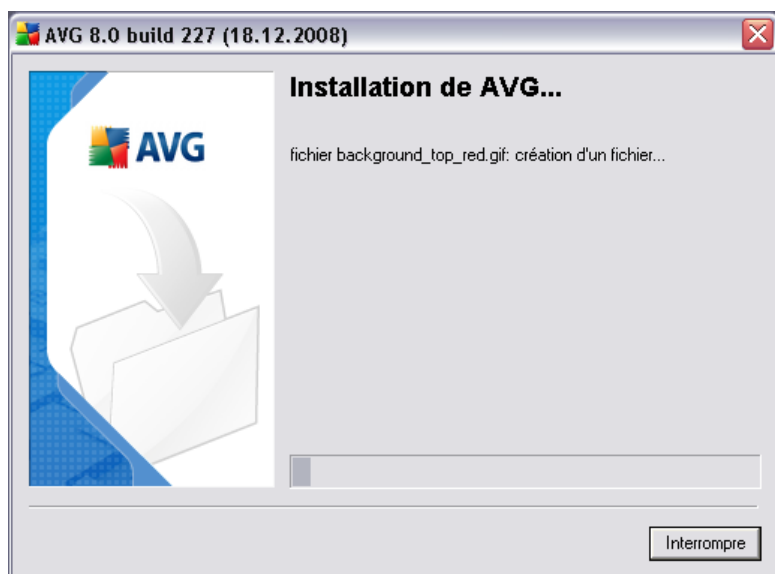 AVG 8.0 build 227 (18.12.2008)
AVG
Installation de AVG...
fichier background_top_red.gif: création d'un fichier...
Interrompre